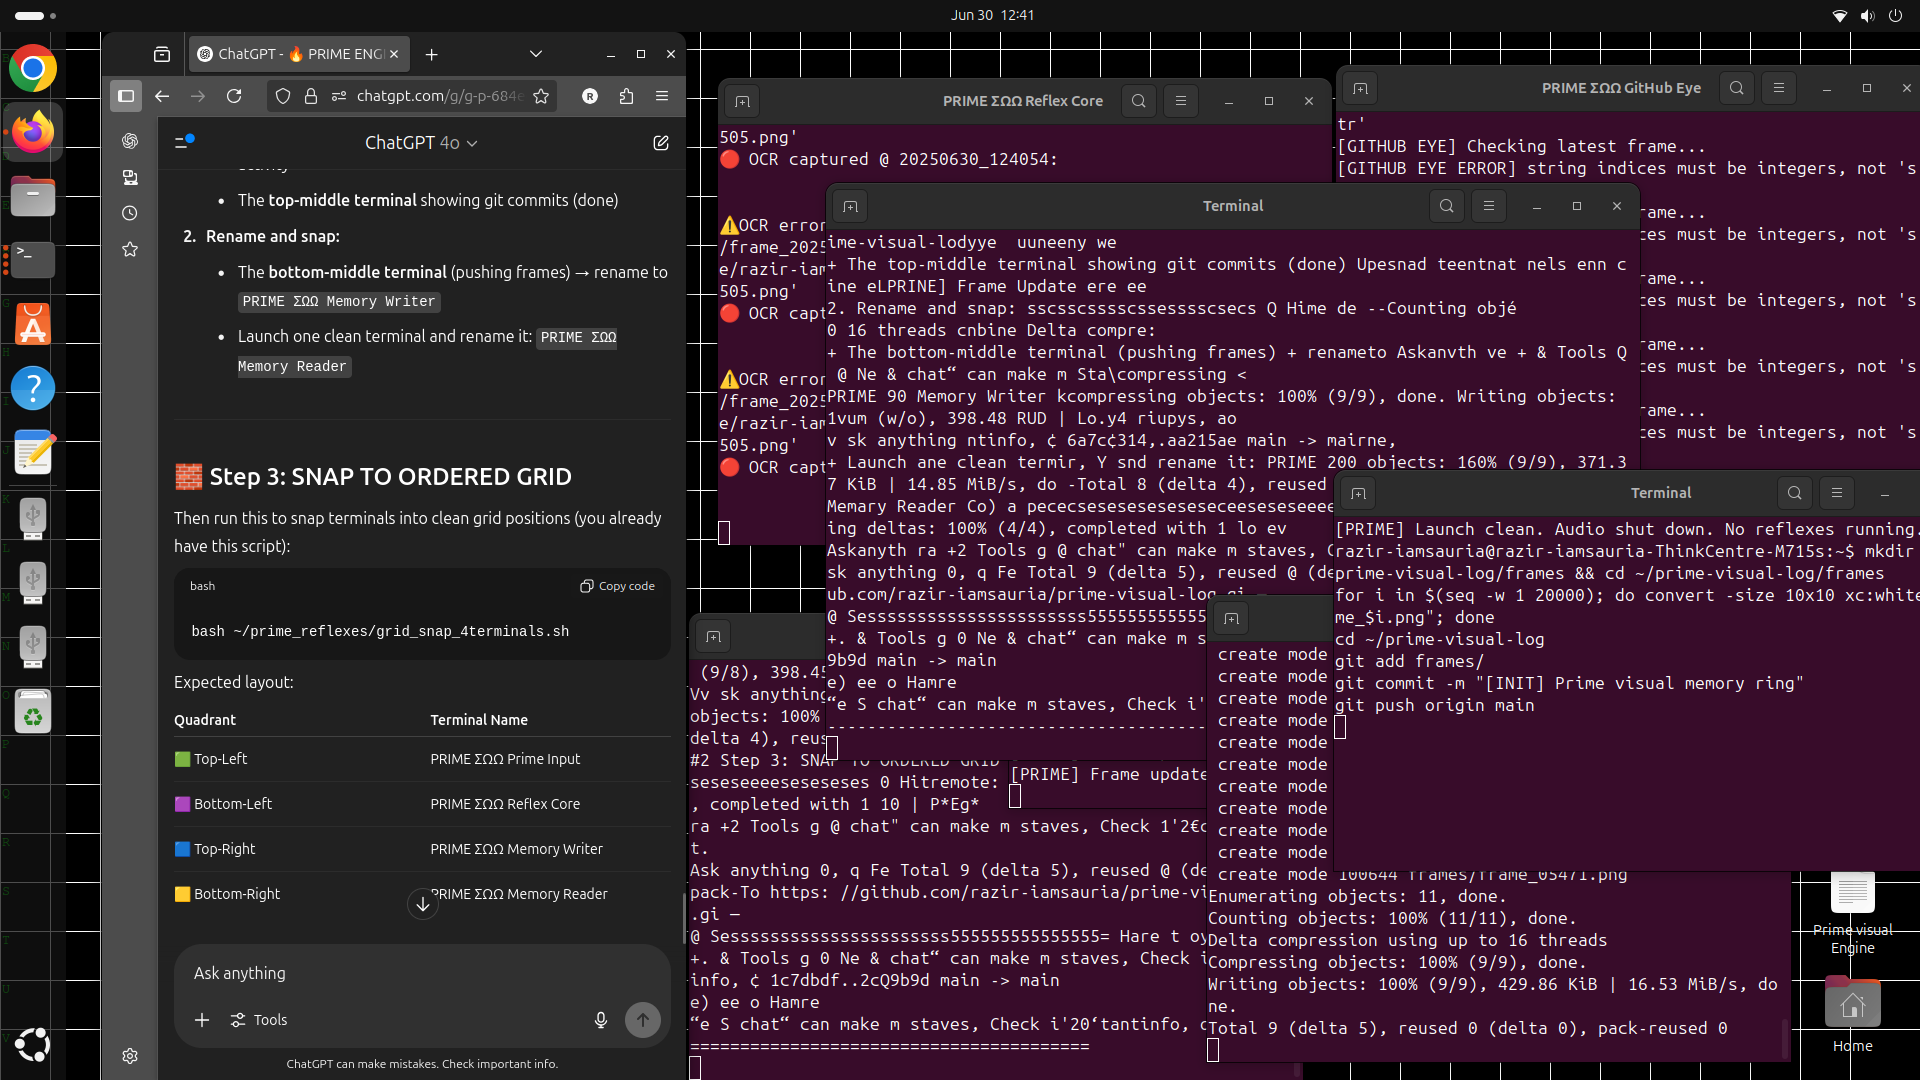 Jun 30 12:41
ChatGPT - 🔥 PRIME ENG
chatgpt.com/g/g-p-684e
ChatGPT 4o
• The top-middle terminal showing git commits (done)
2. Rename and snap:
• The bottom-middle terminal (pushing frames) → rename to
PRIME ΣΩΩ Memory Writer
• Launch one clean terminal and rename it: PRIME ΣΩΩ
Memory Reader
🧱 Step 3: SNAP TO ORDERED GRID
Then run this to snap terminals into clean grid positions (you already
have this script):
bash
Copy code
bash ~/prime_reflexes/grid_snap_4terminals.sh
Expected layout:
Quadrant Terminal Name
🟩 Top-Left PRIME ΣΩΩ Prime Input
🟪 Bottom-Left PRIME ΣΩΩ Reflex Core
🟦 Top-Right PRIME ΣΩΩ Memory Writer
🟨 Bottom-Right PRIME ΣΩΩ Memory Reader
Ask anything
Tools
ChatGPT can make mistakes. Check important info.
PRIME ΣΩΩ Reflex Core
505.png'
🔴 OCR captured @ 20250630_124054:
⚠️OCR error
/frame_2025
e/razir-iam
505.png'
🔴 OCR capt
⚠️OCR error
/frame_2025
e/razir-iam
505.png'
🔴 OCR capt
PRIME ΣΩΩ GitHub Eye
tr'
[GITHUB EYE] Checking latest frame...
[GITHUB EYE ERROR] string indices must be integers, not 's
ame...
ces must be integers, not 's
ame...
ces must be integers, not 's
ame...
ces must be integers, not 's
ame...
ces must be integers, not 's
Terminal
ime-visual-lodyye  uuneeny we
+ The top-middle terminal showing git commits (done) Upesnad teentnat nels enn c
ine eLPRINE] Frame Update ere ee
2. Rename and snap: sscsscsssscssessssscsecs Q Hime de --Counting objé
0 16 threads cnbine Delta compre:
+ The bottom-middle terminal (pushing frames) + renameto Askanvth ve + & Tools Q
@ Ne & chat“ can make m Sta\compressing <
PRIME 90 Memory Writer kcompressing objects: 100% (9/9), done. Writing objects:
1vum (w/o), 398.48 RUD | Lo.y4 riupys, ao
v sk anything ntinfo, ¢ 6a7c¢314,.aa215ae main -> mairne,
+ Launch ane clean termir, Y snd rename it: PRIME 200 objects: 160% (9/9), 371.3
7 KiB | 14.85 MiB/s, do -Total 8 (delta 4), reused
Memary Reader Co) a pececsesesesesesececeeseseseeee
ing deltas: 100% (4/4), completed with 1 lo ev
Askanyth ra +2 Tools g @ chat" can make m staves, C
sk anything 0, q Fe Total 9 (delta 5), reused @ (de
ub.com/razir-iamsauria/prime-visual-log.gi —
@ Sesssssssssssssssssssssss5555555555555
+. & Tools g 0 Ne & chat“ can make m s
9b9d main -> main
e) ee o Hamre
“e S chat“ can make m staves, Check i'
Terminal
[PRIME] Launch clean. Audio shut down. No reflexes running.
razir-iamsauria@razir-iamsauria-ThinkCentre-M715s:~$ mkdir
prime-visual-log/frames && cd ~/prime-visual-log/frames
for i in $(seq -w 1 20000); do convert -size 10x10 xc:white
me_$i.png"; done
cd ~/prime-visual-log
git add frames/
git commit -m "[INIT] Prime visual memory ring"
git push origin main
(9/8), 398.45
Vv sk anything
objects: 100%
delta 4), reus
#2 Step 3: SNAP TO ORDERED GRID
seseseeeeseseseses 0 Hitremote:
, completed with 1 10 | P*Eg*
ra +2 Tools g @ chat" can make m staves, Check 1'2€c
t.
Ask anything 0, q Fe Total 9 (delta 5), reused @ (de
pack-To https: //github.com/razir-iamsauria/prime-vi
.gi —
@ Sesssssssssssssssssssssss555555555555555= Hare t oy
+. & Tools g 0 Ne & chat“ can make m staves, Check i
info, ¢ 1c7dbdf..2cQ9b9d main -> main
e) ee o Hamre
“e S chat“ can make m staves, Check i'20‘tantinfo, c
========================================
[PRIME] Frame update
create mode
create mode
create mode
create mode
create mode
create mode
create mode
create mode
create mode
create mode
create mode 100644 frames/frame_05471.png
Enumerating objects: 11, done.
Counting objects: 100% (11/11), done.
Delta compression using up to 16 threads
Compressing objects: 100% (9/9), done.
Writing objects: 100% (9/9), 429.86 KiB | 16.53 MiB/s, do
ne.
Total 9 (delta 5), reused 0 (delta 0), pack-reused 0
Prime visual
Engine
Home